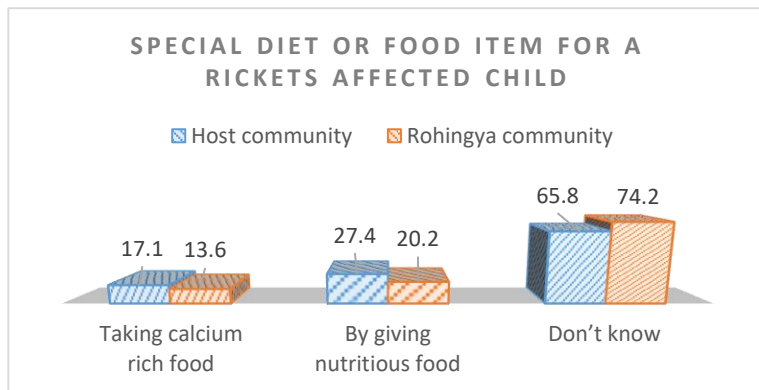 SPECIAL DIET OR FOOD ITEM FOR A
RICKETS AFFECTED CHILD
Host community Rohingya community
17.1 13.6 27.4 20.2 65.8 74.2
Taking calcium
rich food
By giving
nutritious food
Don’t know